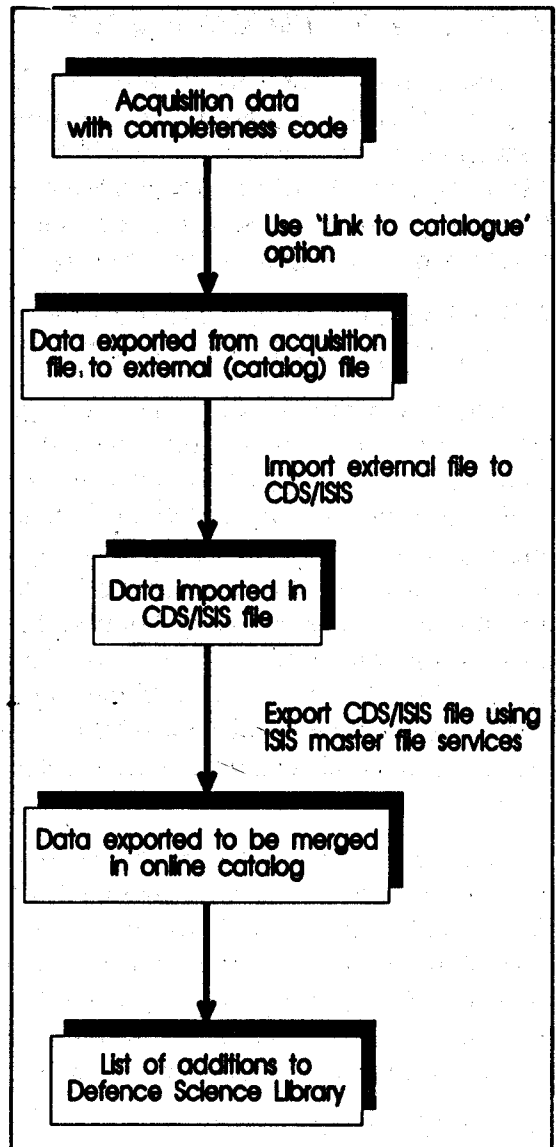 Acquisition data
with completeness code
Use 'Link to catalogue'
option
Data exported from acquisition
file, to external (catalog) file
Import external file to
CDS/ISIS
Data imported in
CDS/ISIS file
Export CDS/ISIS file using
ISIS master file services
Data exported to be merged
in online catalog
List of additions to
Defence Science Library